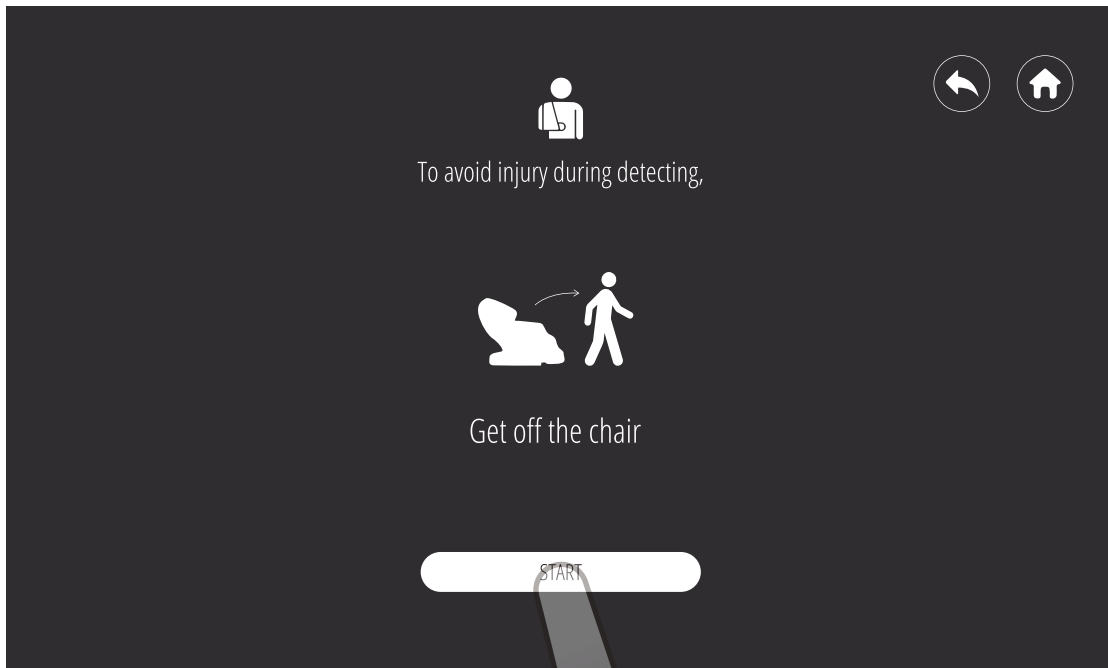 To avoid injury during detecting,
Get off the chair
START